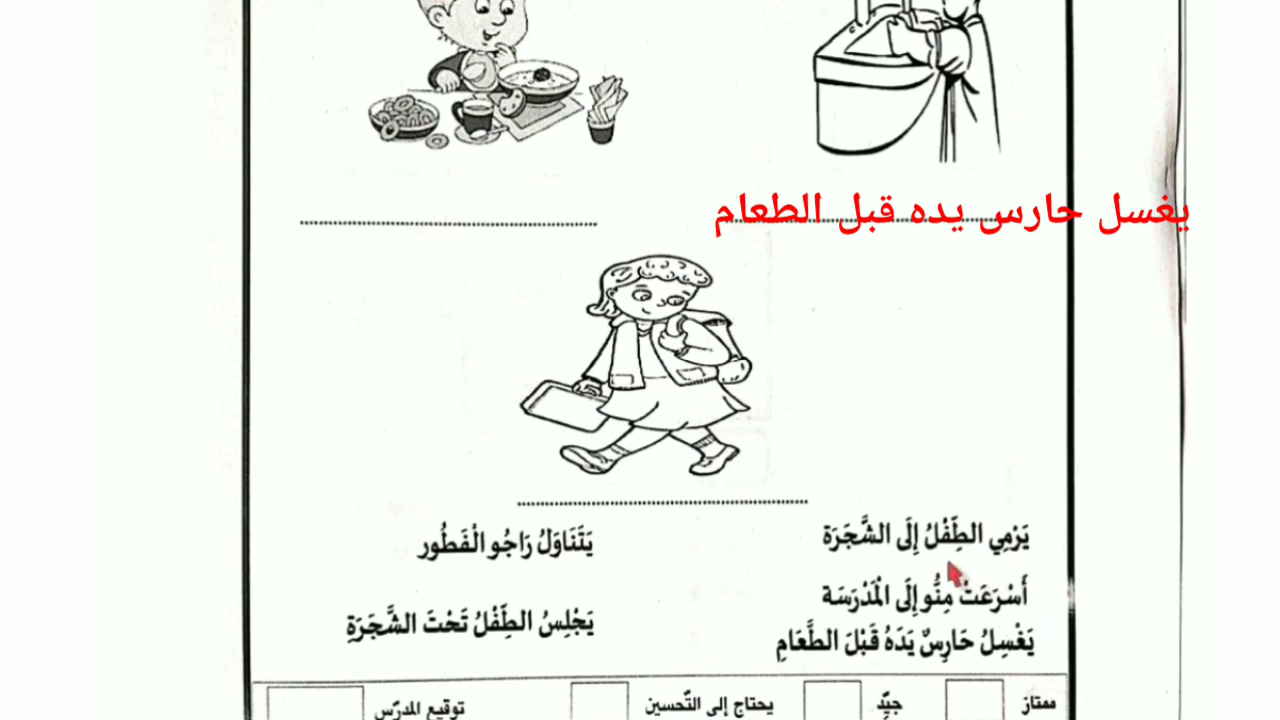 يغسل حارس يده قبل الطعام
يَرْمِي الطِّفْلُ إِلَى الشَّجَرَة
يَتَنَاوَلُ رَاجُو الْفَطُور
أَسْرَعَتْ مِنُّو إِلَى الْمَدْرَسَة
يَجْلِسُ الطِّفْلُ تَحْتَ الشَّجَرَةِ
يَغْسِلُ حَارِسٌ يَدَهُ قَبْلَ الطَّعَامِ
ممتاز جيّد يحتاج إلى التّحسين توقيع المدرّس